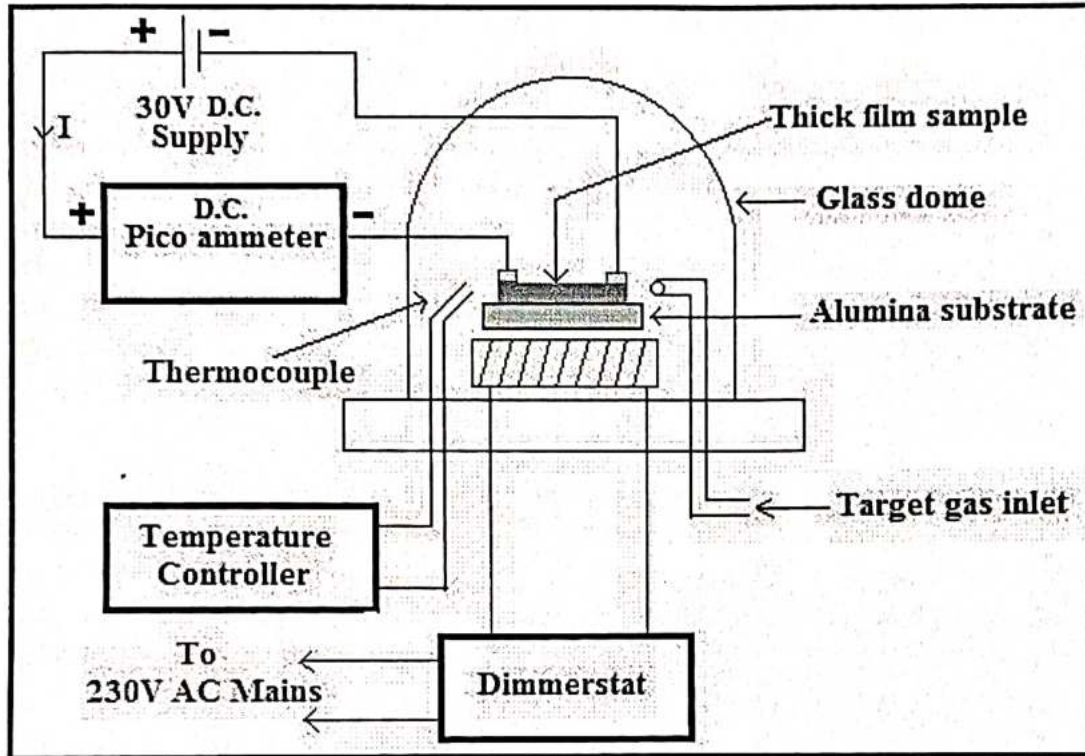 + -
30V D.C.
Supply
I
Thick film sample
Glass dome
+ D.C. -
Pico ammeter
Alumina substrate
Thermocouple
Target gas inlet
Temperature
Controller
To
230V AC Mains
Dimmerstat